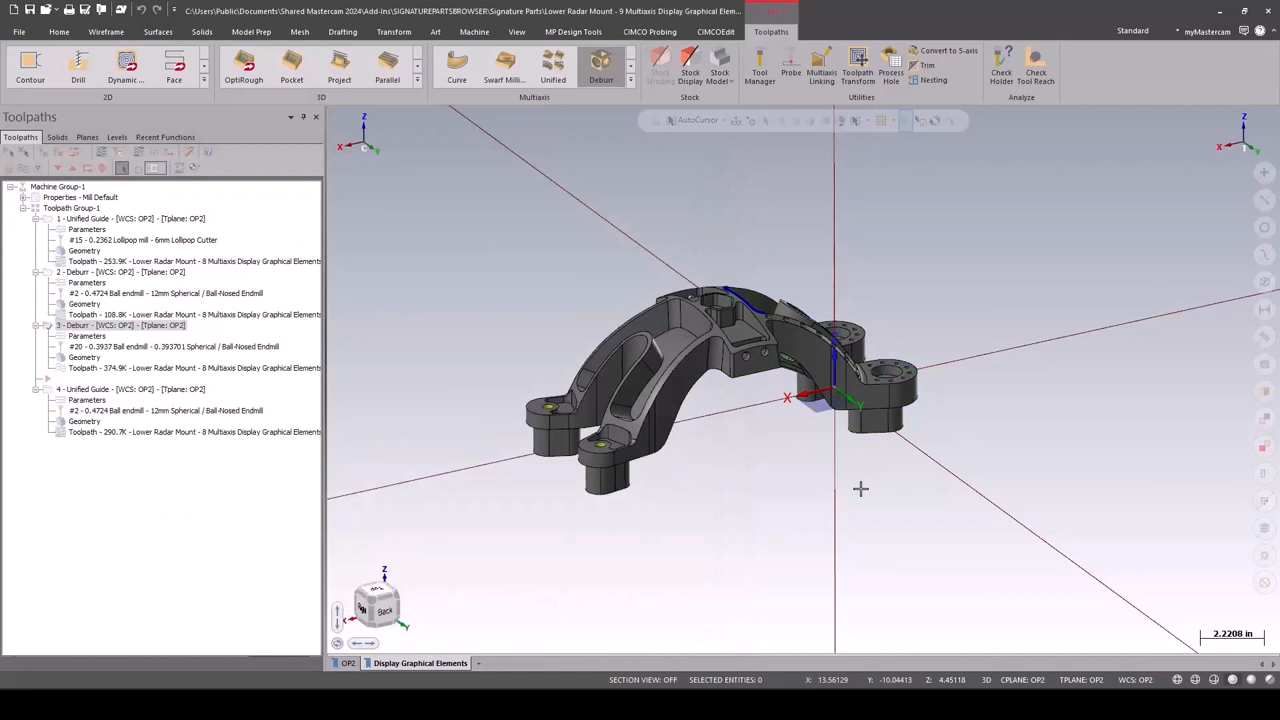 C:\Users\Public\Documents\Shared Mastercam 2024\Add-Ins\SIGNATUREPARTSBROWSER\Signature Parts\Lower Radar Mount - 9 Multiaxis Display Graphical Elem...
File Home Wireframe Surfaces Solids Model Prep Mesh Drafting Transform Art Machine View MP Design Tools CIMCO Probing CIMCOEdit Toolpaths Standard myMastercam
Contour Drill Dynamic ... Face OptiRough Pocket Project Parallel Curve Swarf Milli... Unified Deburr Stock Shading Stock Display Stock Model Tool Manager Probe Multiaxis Linking Toolpath Transform Process Hole Convert to 5-axis Trim Nesting Check Holder Check Tool Reach
2D 3D Multiaxis Stock Utilities Analyze
Toolpaths
Toolpaths Solids Planes Levels Recent Functions
AutoCursor
Machine Group-1
Properties - Mill Default
Toolpath Group-1
1 - Unified Guide - [WCS: OP2] - [Tplane: OP2]
Parameters
#15 - 0.2362 Lollipop mill - 6mm Lollipop Cutter
Geometry
Toolpath - 253.9K - Lower Radar Mount - 8 Multiaxis Display Graphical Elements
2 - Deburr - [WCS: OP2] - [Tplane: OP2]
Parameters
#2 - 0.4724 Ball endmill - 12mm Spherical / Ball-Nosed Endmill
Geometry
Toolpath - 108.8K - Lower Radar Mount - 8 Multiaxis Display Graphical Elements
3 - Deburr - [WCS: OP2] - [Tplane: OP2]
Parameters
#20 - 0.3937 Ball endmill - 0.393701 Spherical / Ball-Nosed Endmill
Geometry
Toolpath - 374.9K - Lower Radar Mount - 8 Multiaxis Display Graphical Elements
4 - Unified Guide - [WCS: OP2] - [Tplane: OP2]
Parameters
#2 - 0.4724 Ball endmill - 12mm Spherical / Ball-Nosed Endmill
Geometry
Toolpath - 290.7K - Lower Radar Mount - 8 Multiaxis Display Graphical Elements
Z
X C Y
Z
X T Y
X Y
Z
Back
Y
2.2208 in
OP2 Display Graphical Elements +
SECTION VIEW: OFF SELECTED ENTITIES: 0 X: 13.56129 Y: -10.04413 Z: 4.45118 3D CPLANE: OP2 TPLANE: OP2 WCS: OP2